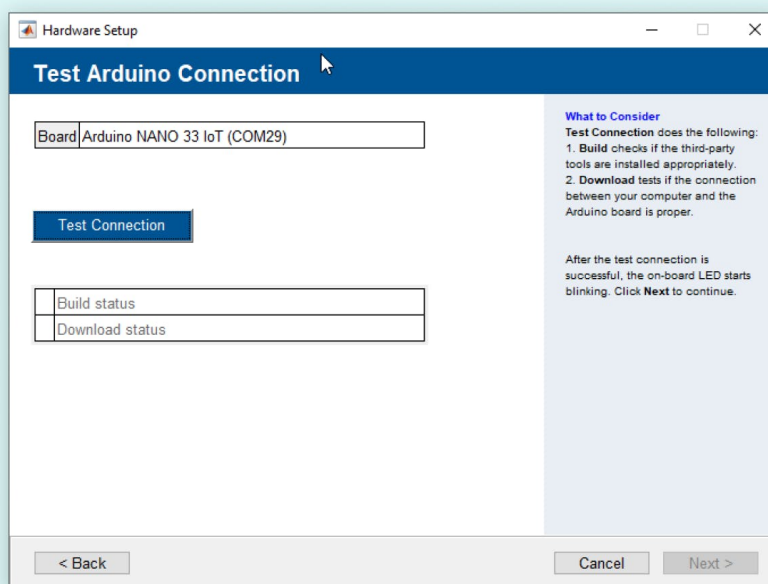 Hardware Setup
Test Arduino Connection
Board Arduino NANO 33 IoT (COM29)
Test Connection
Build status
Download status
What to Consider
Test Connection does the following:
1. Build checks if the third-party
tools are installed appropriately.
2. Download tests if the connection
between your computer and the
Arduino board is proper.
After the test connection is
successful, the on-board LED starts
blinking. Click Next to continue.
< Back
Cancel
Next >